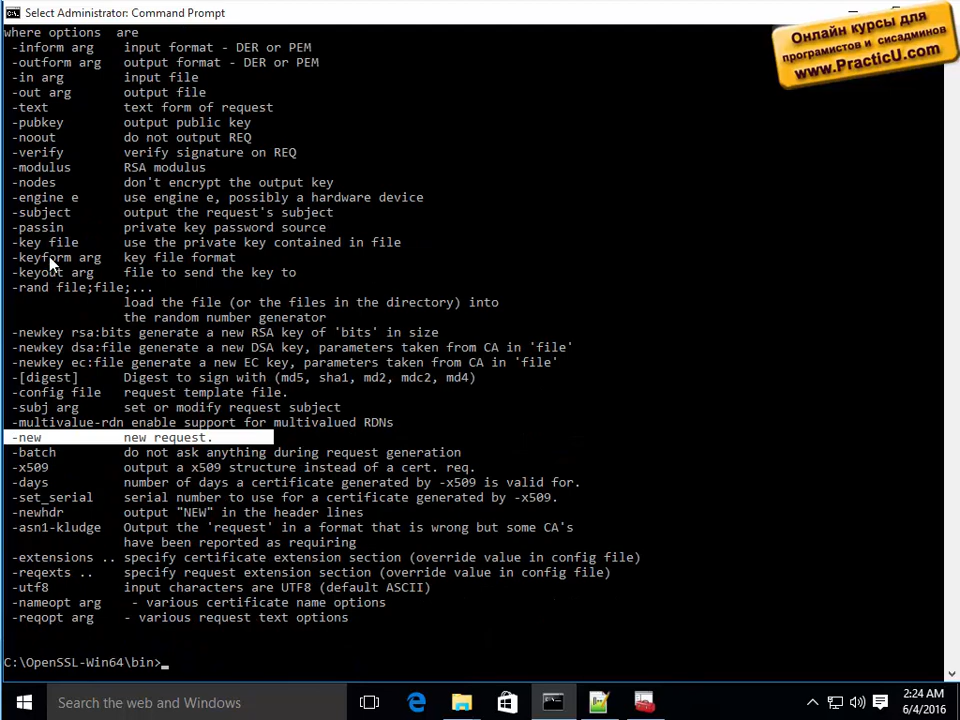 Select Administrator: Command Prompt
Онлайн курсы для
програмистов и сисадминов
www.PracticU.com
where options  are
-inform arg    input format - DER or PEM
-outform arg   output format - DER or PEM
-in arg        input file
-out arg       output file
-text          text form of request
-pubkey        output public key
-noout         do not output REQ
-verify        verify signature on REQ
-modulus       RSA modulus
-nodes         don't encrypt the output key
-engine e      use engine e, possibly a hardware device
-subject       output the request's subject
-passin        private key password source
-key file      use the private key contained in file
-keyform arg   key file format
-keyout arg    file to send the key to
-rand file;file;...
load the file (or the files in the directory) into
the random number generator
-newkey rsa:bits generate a new RSA key of 'bits' in size
-newkey dsa:file generate a new DSA key, parameters taken from CA in 'file'
-newkey ec:file generate a new EC key, parameters taken from CA in 'file'
-[digest]      Digest to sign with (md5, sha1, md2, mdc2, md4)
-config file   request template file.
-subj arg      set or modify request subject
-multivalue-rdn enable support for multivalued RDNs
-new           new request.
-batch         do not ask anything during request generation
-x509          output a x509 structure instead of a cert. req.
-days          number of days a certificate generated by -x509 is valid for.
-set_serial    serial number to use for a certificate generated by -x509.
-newhdr        output "NEW" in the header lines
-asn1-kludge   Output the 'request' in a format that is wrong but some CA's
have been reported as requiring
-extensions .. specify certificate extension section (override value in config file)
-reqexts ..    specify request extension section (override value in config file)
-utf8          input characters are UTF8 (default ASCII)
-nameopt arg    - various certificate name options
-reqopt arg    - various request text options
C:\OpenSSL-Win64\bin>_
Search the web and Windows
2:24 AM
6/4/2016